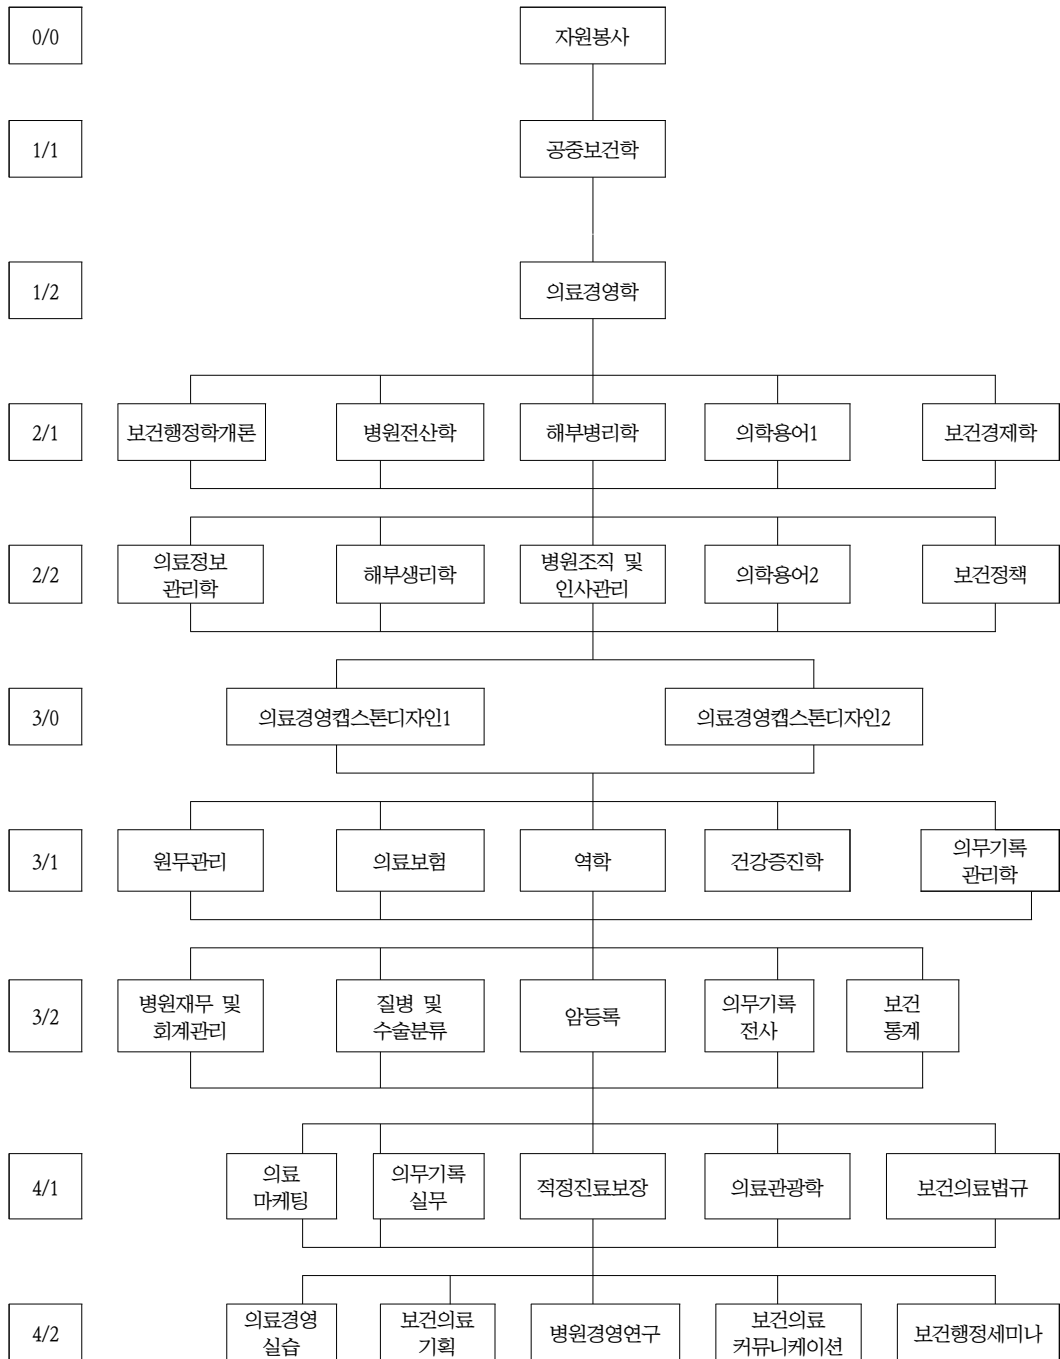 0/0
자원봉사
1/1
공중보건학
1/2
의료경영학
2/1
보건행정학개론
병원전산학
해부병리학
의학용어1
보건경제학
2/2
의료정보
관리학
해부생리학
병원조직 및
인사관리
의학용어2
보건정책
3/0
의료경영캡스톤디자인1
의료경영캡스톤디자인2
3/1
원무관리
의료보험
역학
건강증진학
의무기록
관리학
3/2
병원재무 및
회계관리
질병 및
수술분류
암등록
의무기록
전사
보건
통계
4/1
의료
마케팅
의무기록
실무
적정진료보장
의료관광학
보건의료법규
4/2
의료경영
실습
보건의료
기획
병원경영연구
보건의료
커뮤니케이션
보건행정세미나